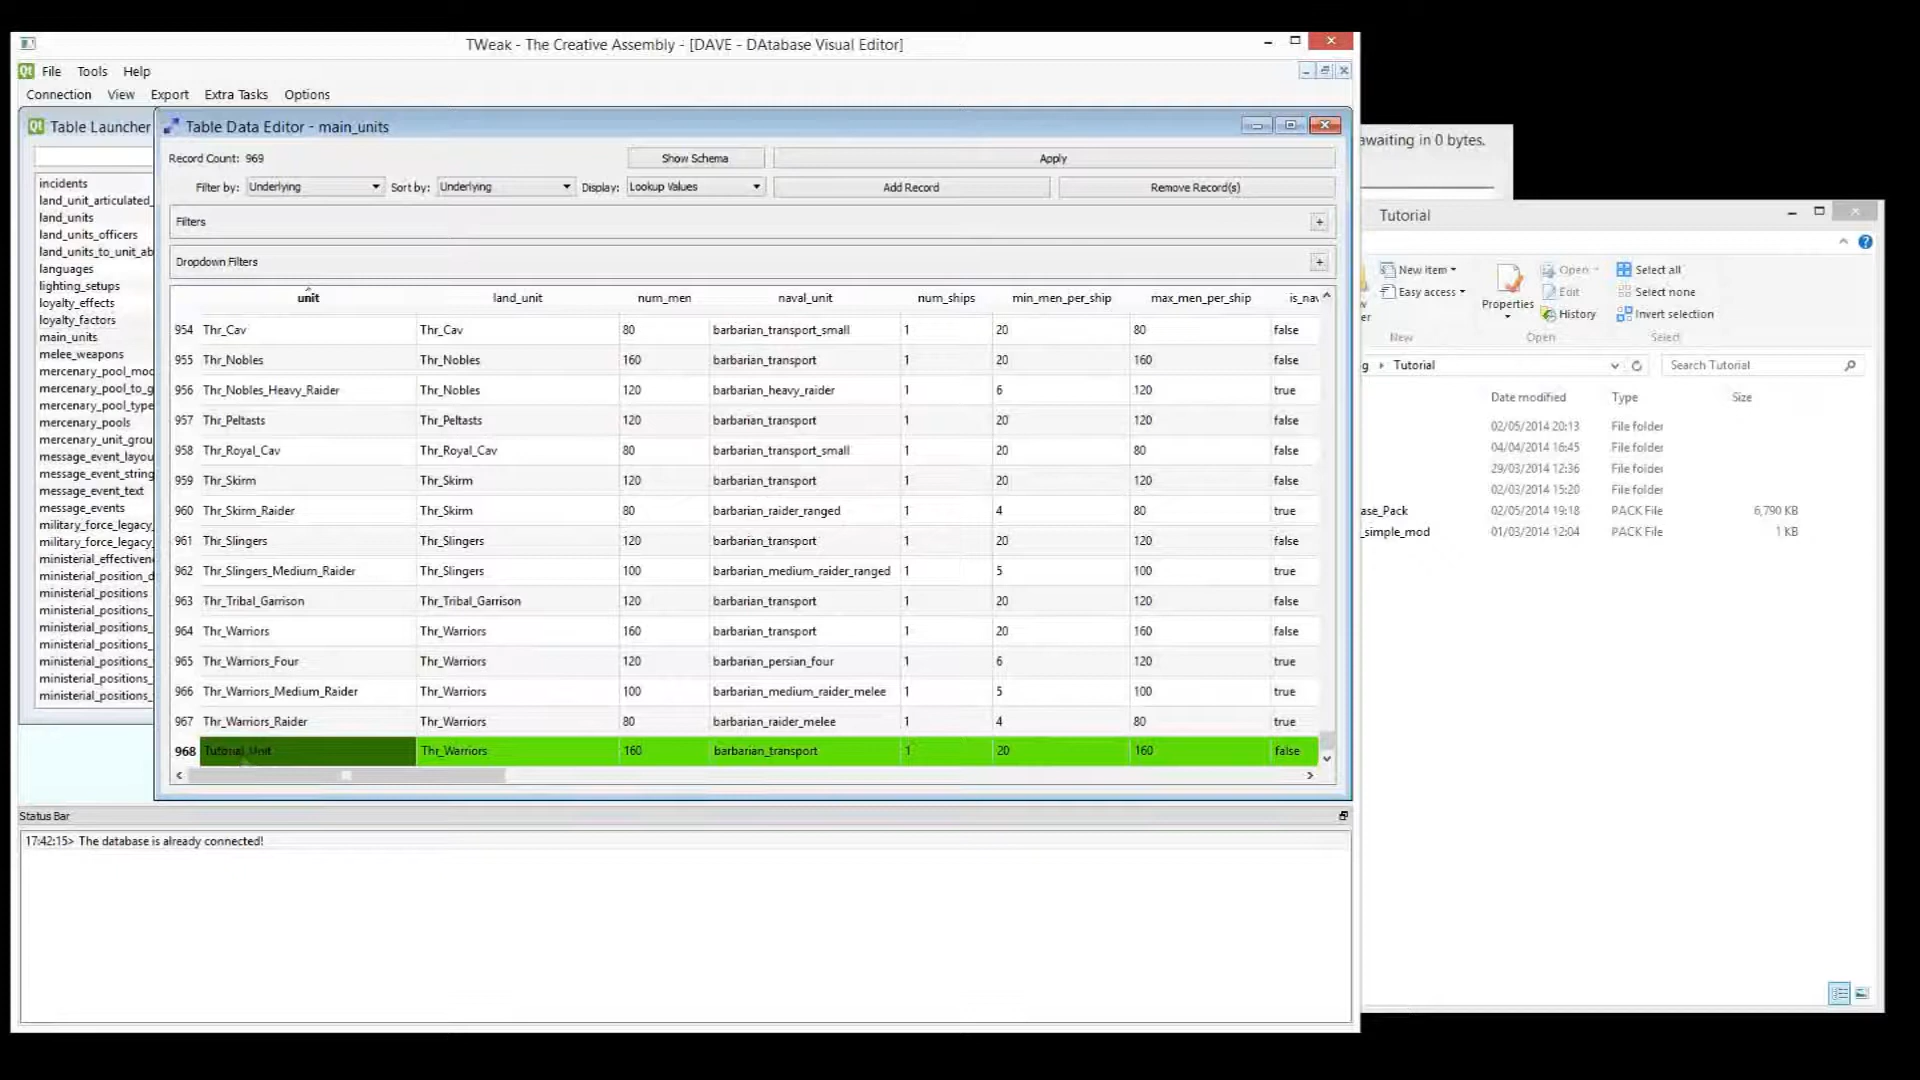 TWeak - The Creative Assembly - [DAVE - DAtabase Visual Editor]
File Tools Help
Connection View Export Extra Tasks Options
Table Launcher
Table Data Editor - main_units
Record Count: 969
Show Schema
Apply
Filter by: Underlying Sort by: Underlying Display: Lookup Values
Add Record
Remove Record(s)
Filters
Dropdown Filters
incidents
land_unit_articulated_
land_units
land_units_officers
land_units_to_unit_ab
languages
lighting_setups
loyalty_effects
loyalty_factors
main_units
melee_weapons
mercenary_pool_mod
mercenary_pool_to_g
mercenary_pool_type
mercenary_pools
mercenary_unit_grou
message_event_layou
message_event_string
message_event_text
message_events
military_force_legacy_
military_force_legacy_
ministerial_effectiven
ministerial_position_d
ministerial_positions
ministerial_positions_
ministerial_positions_
ministerial_positions_
ministerial_positions_
ministerial_positions_
ministerial_positions_
unit land_unit num_men naval_unit num_ships min_men_per_ship max_men_per_ship is_nav
954 Thr_Cav Thr_Cav 80 barbarian_transport_small 1 20 80 false
955 Thr_Nobles Thr_Nobles 160 barbarian_transport 1 20 160 false
956 Thr_Nobles_Heavy_Raider Thr_Nobles 120 barbarian_heavy_raider 1 6 120 true
957 Thr_Peltasts Thr_Peltasts 120 barbarian_transport 1 20 120 false
958 Thr_Royal_Cav Thr_Royal_Cav 80 barbarian_transport_small 1 20 80 false
959 Thr_Skirm Thr_Skirm 120 barbarian_transport 1 20 120 false
960 Thr_Skirm_Raider Thr_Skirm 80 barbarian_raider_ranged 1 4 80 true
961 Thr_Slingers Thr_Slingers 120 barbarian_transport 1 20 120 false
962 Thr_Slingers_Medium_Raider Thr_Slingers 100 barbarian_medium_raider_ranged 1 5 100 true
963 Thr_Tribal_Garrison Thr_Tribal_Garrison 120 barbarian_transport 1 20 120 false
964 Thr_Warriors Thr_Warriors 160 barbarian_transport 1 20 160 false
965 Thr_Warriors_Four Thr_Warriors 120 barbarian_persian_four 1 6 120 true
966 Thr_Warriors_Medium_Raider Thr_Warriors 100 barbarian_medium_raider_melee 1 5 100 true
967 Thr_Warriors_Raider Thr_Warriors 80 barbarian_raider_melee 1 4 80 true
968 Tutorial_Unit Thr_Warriors 160 barbarian_transport 1 20 160 false
Status Bar
17:42:15> The database is already connected!
awaiting in 0 bytes.
Tutorial
New item
Easy access
New
Properties
Open
Edit
History
Open
Select all
Select none
Invert selection
Select
g Tutorial
Search Tutorial
Date modified Type Size
02/05/2014 20:13 File folder
04/04/2014 16:45 File folder
29/03/2014 12:36 File folder
02/03/2014 15:20 File folder
ase_Pack 02/05/2014 19:18 PACK File 6,790 KB
_simple_mod 01/03/2014 12:04 PACK File 1 KB